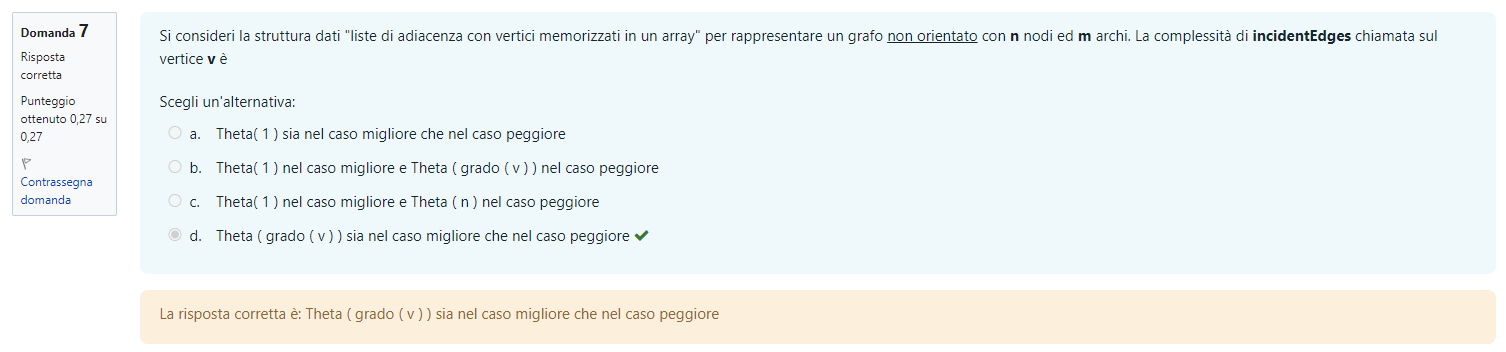 Domanda 7
Risposta
corretta
Punteggio
ottenuto 0,27 su
0,27
Contrassegna
domanda
Si consideri la struttura dati "liste di adiacenza con vertici memorizzati in un array" per rappresentare un grafo non orientato con n nodi ed m archi. La complessità di incidentEdges chiamata sul
vertice v è
Scegli un'alternativa:
a. Theta( 1 ) sia nel caso migliore che nel caso peggiore
b. Theta( 1 ) nel caso migliore e Theta ( grado ( v ) ) nel caso peggiore
c. Theta( 1 ) nel caso migliore e Theta ( n ) nel caso peggiore
d. Theta ( grado ( v ) ) sia nel caso migliore che nel caso peggiore
La risposta corretta è: Theta ( grado ( v ) ) sia nel caso migliore che nel caso peggiore